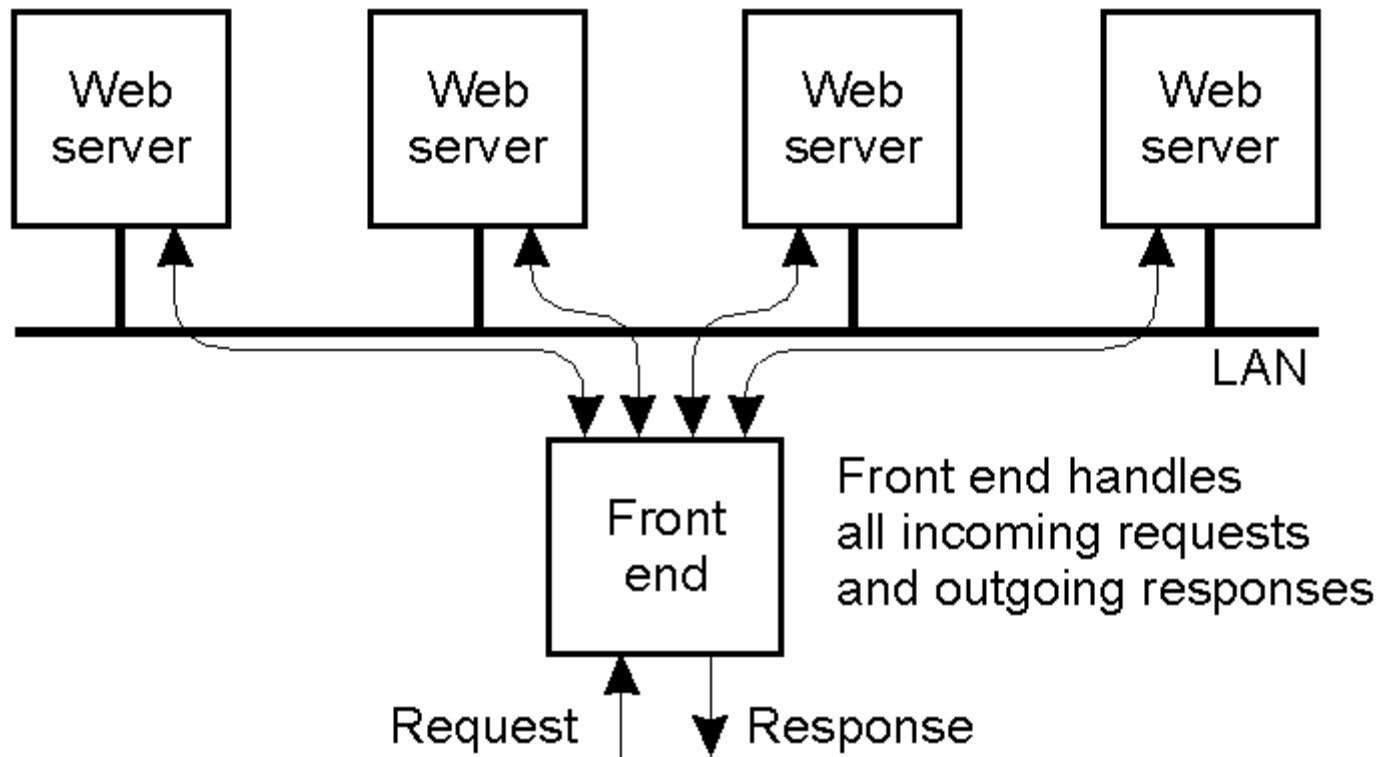 Web
server
Web
server
Web
server
Web
server
LAN
Front
end
Front end handles
all incoming requests
and outgoing responses
Request
Response